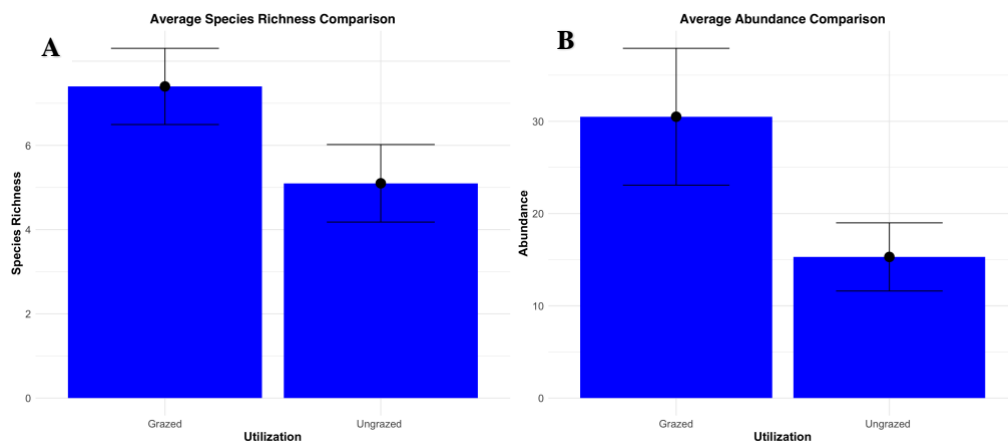 Average Species Richness Comparison
A
Species Richness
6
4
2
0
Grazed
Ungrazed
Utilization
Average Abundance Comparison
B
Abundance
30
20
10
0
Grazed
Ungrazed
Utilization